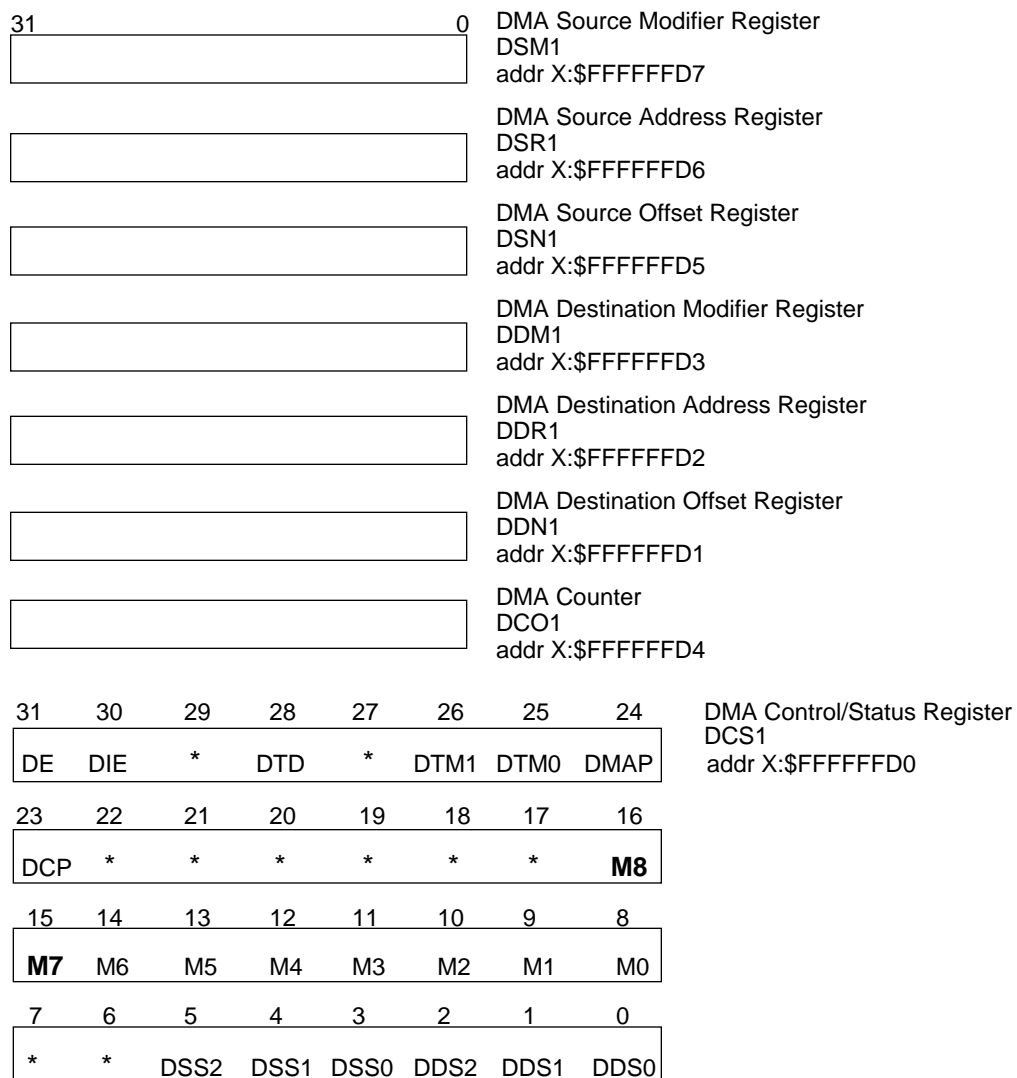 31 0 DMA Source Modifier Register
DSM1
addr X:$FFFFFFD7
DMA Source Address Register
DSR1
addr X:$FFFFFFD6
DMA Source Offset Register
DSN1
addr X:$FFFFFFD5
DMA Destination Modifier Register
DDM1
addr X:$FFFFFFD3
DMA Destination Address Register
DDR1
addr X:$FFFFFFD2
DMA Destination Offset Register
DDN1
addr X:$FFFFFFD1
DMA Counter
DCO1
addr X:$FFFFFFD4
31 30 29 28 27 26 25 24 DMA Control/Status Register
DCS1
DE DIE * DTD * DTM1 DTM0 DMAP addr X:$FFFFFFD0
23 22 21 20 19 18 17 16
DCP * * * * * * M8
15 14 13 12 11 10 9 8
M7 M6 M5 M4 M3 M2 M1 M0
7 6 5 4 3 2 1 0
* * DSS2 DSS1 DSS0 DDS2 DDS1 DDS0